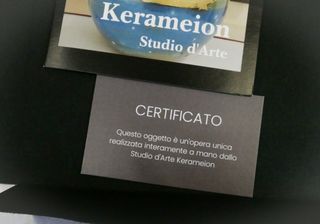 Kerameion
Studio d'Arte
CERTIFICATO
Questo oggetto è un'opera unica
realizzata interamente a mano dallo
Studio d'Arte Kerameion